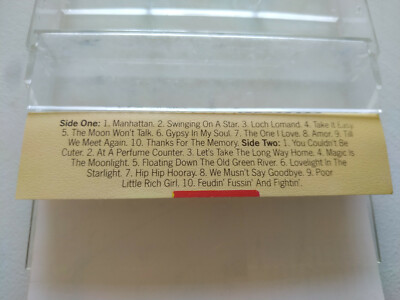 Side One: 1. Manhattan. 2. Swinging On A Star. 3. Loch Lomand. 4. Take It Easy
5. The Moon Won't Talk. 6. Gypsy In My Soul. 7. The One I Love. 8. Amor. 9. Till
We Meet Again. 10. Thanks For The Memory. Side Two: 1. You Couldn't Be
Cuter. 2. At A Perfume Counter. 3. Let's Take The Long Way Home. 4. Magic Is
The Moonlight. 5. Floating Down The Old Green River. 6. Lovelight In The
Starlight. 7. Hip Hip Hooray. 8. We Musn't Say Goodbye. 9. Poor
Little Rich Girl. 10. Feudin' Fussin' And Fightin'.